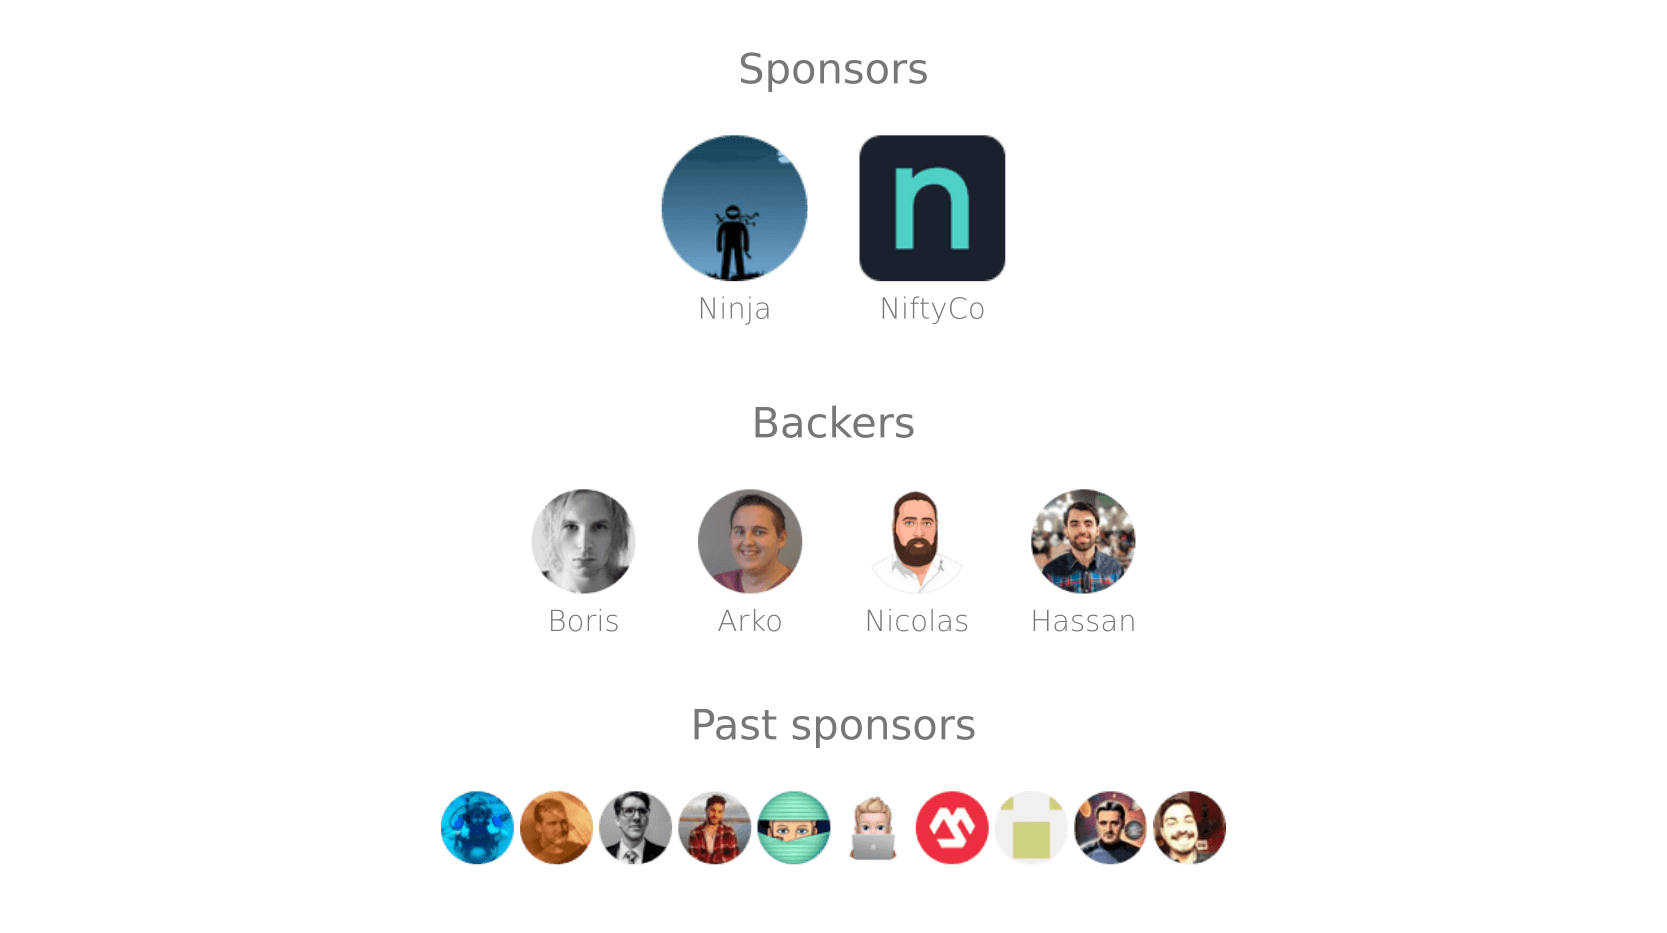 Sponsors
n
Ninja NiftyCo
Backers
Boris Arko Nicolas Hassan
Past sponsors